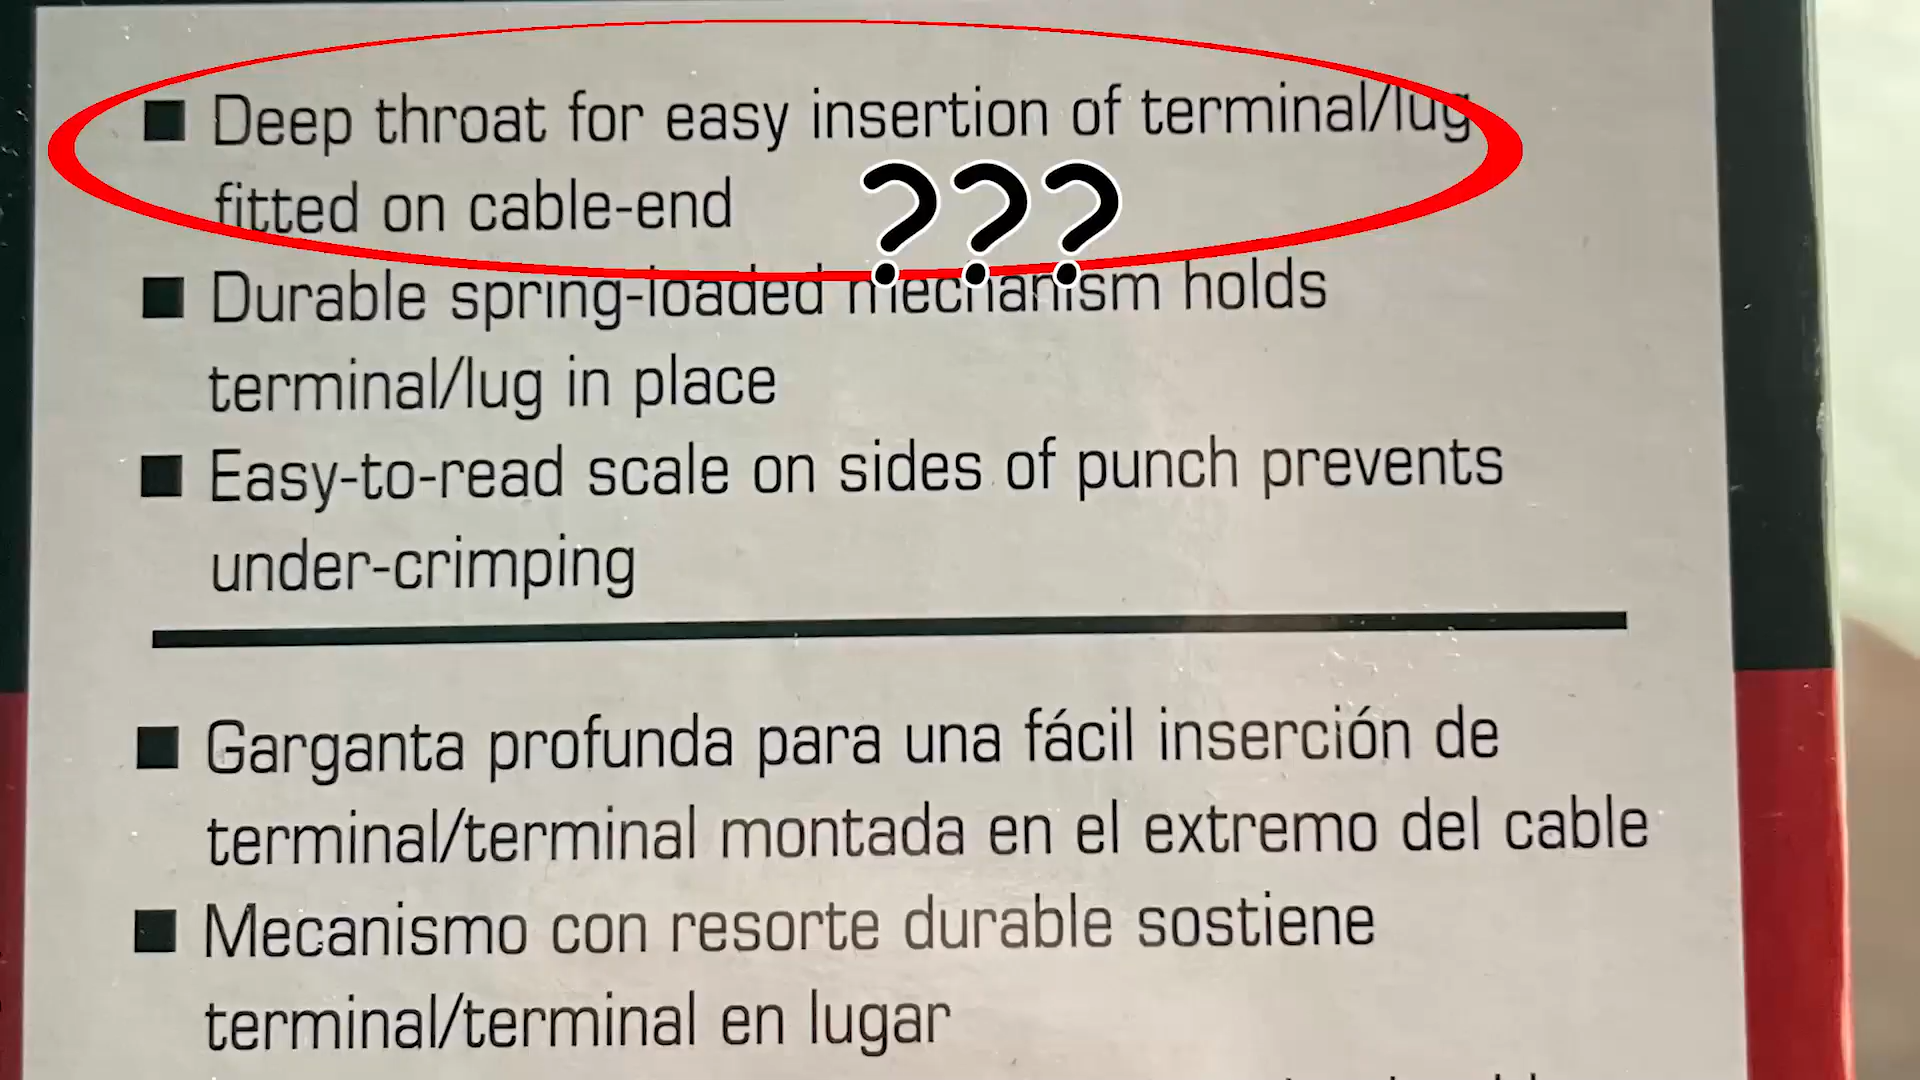 ■ Deep throat for easy insertion of terminal/lug
fitted on cable-end
???
■ Durable spring-loaded mechanism holds
terminal/lug in place
■ Easy-to-read scale on sides of punch prevents
under-crimping
■ Garganta profunda para una fácil inserción de
terminal/terminal montada en el extremo del cable
■ Mecanismo con resorte durable sostiene
terminal/terminal en lugar